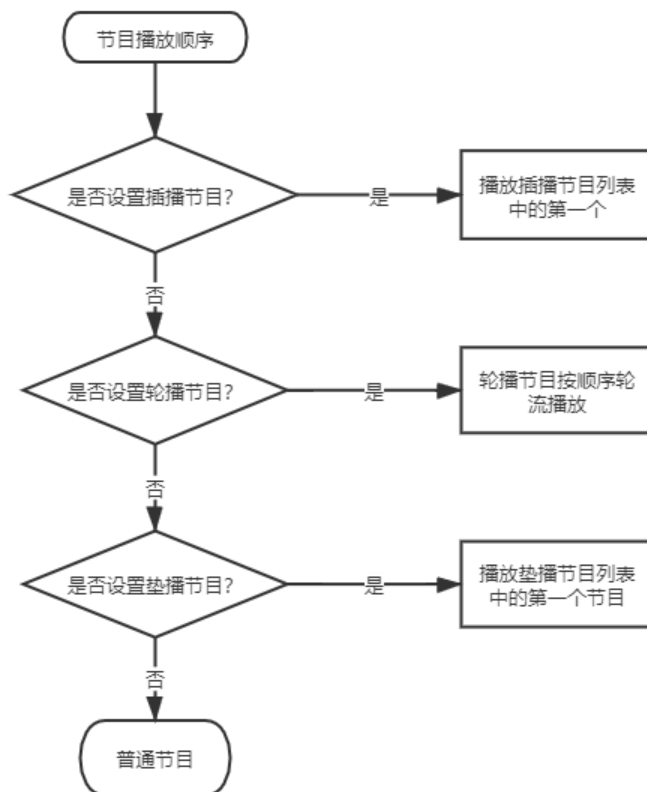 节目播放顺序
是否设置插播节目?
是
播放插播节目列表
中的第一个
否
是否设置轮播节目?
是
轮播节目按顺序轮
流播放
否
是否设置垫播节目?
是
播放垫播节目列表
中的第一个节目
否
普通节目